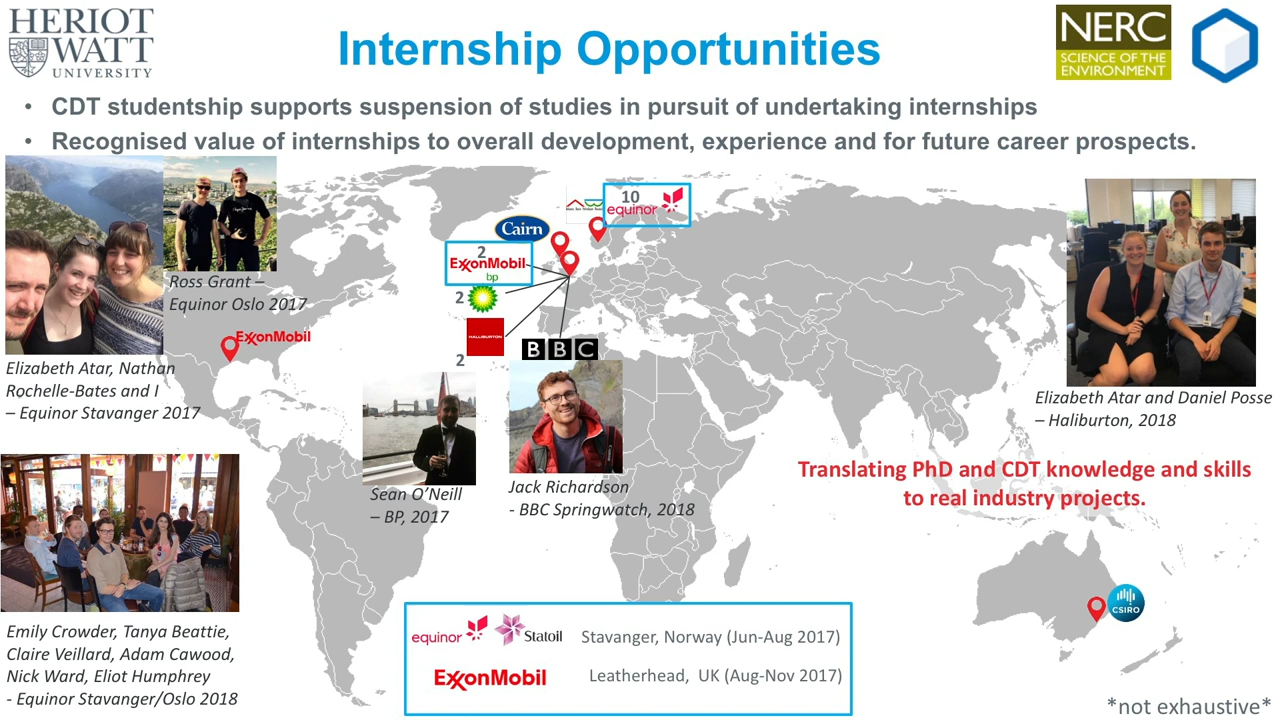 HERIOT
WATT
UNIVERSITY
Internship Opportunities
NERC
SCIENCE OF THE
ENVIRONMENT
• CDT studentship supports suspension of studies in pursuit of undertaking internships
• Recognised value of internships to overall development, experience and for future career prospects.
10
equinor
Cairn
2
ExxonMobil
bp
2
HALLIBURTON
2
BBC
Ross Grant –
Equinor Oslo 2017
ExxonMobil
Elizabeth Atar, Nathan
Rochelle-Bates and I
– Equinor Stavanger 2017
Elizabeth Atar and Daniel Posse
– Haliburton, 2018
Sean O’Neill
– BP, 2017
Jack Richardson
- BBC Springwatch, 2018
Translating PhD and CDT knowledge and skills
to real industry projects.
CSIRO
Emily Crowder, Tanya Beattie,
Claire Veillard, Adam Cawood,
Nick Ward, Eliot Humphrey
- Equinor Stavanger/Oslo 2018
equinor Statoil Stavanger, Norway (Jun-Aug 2017)
ExxonMobil Leatherhead, UK (Aug-Nov 2017)
*not exhaustive*